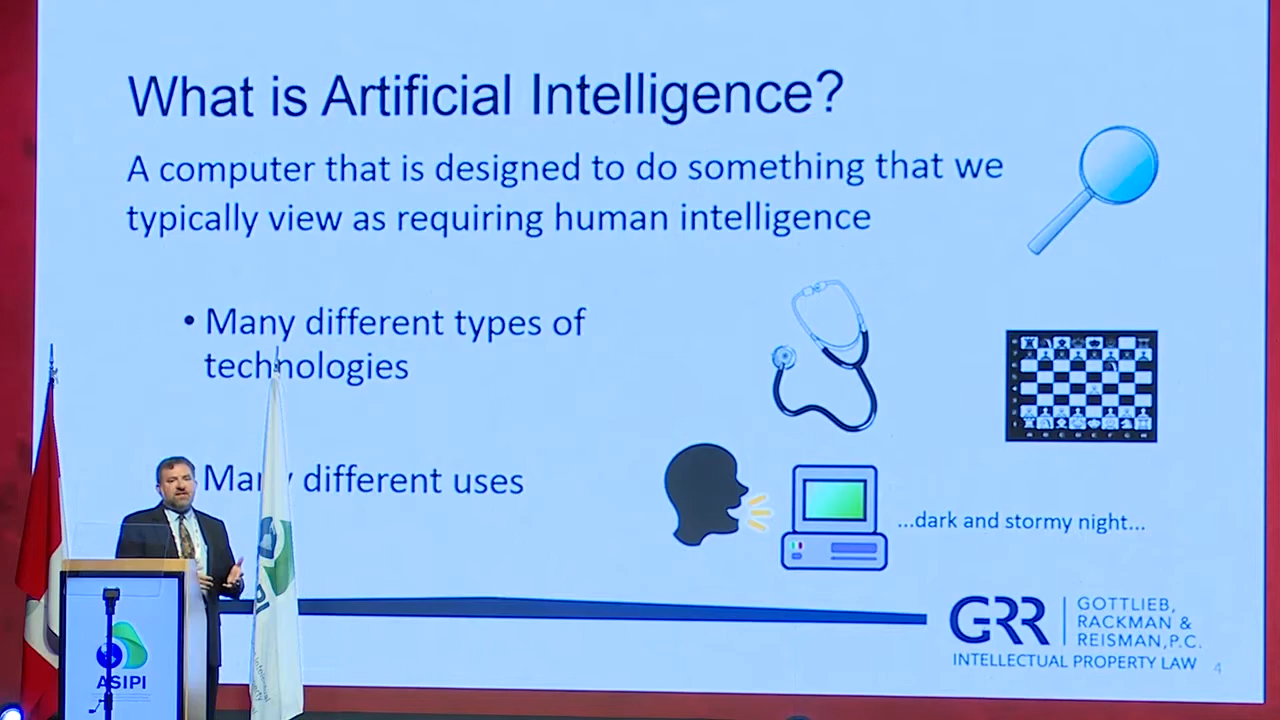 What is Artificial Intelligence?
A computer that is designed to do something that we
typically view as requiring human intelligence
• Many different types of
technologies
Many different uses
...dark and stormy night...
GRR
GOTTLIEB,
RACKMAN &
REISMAN, P.C.
INTELLECTUAL PROPERTY LAW
4
ASIPI